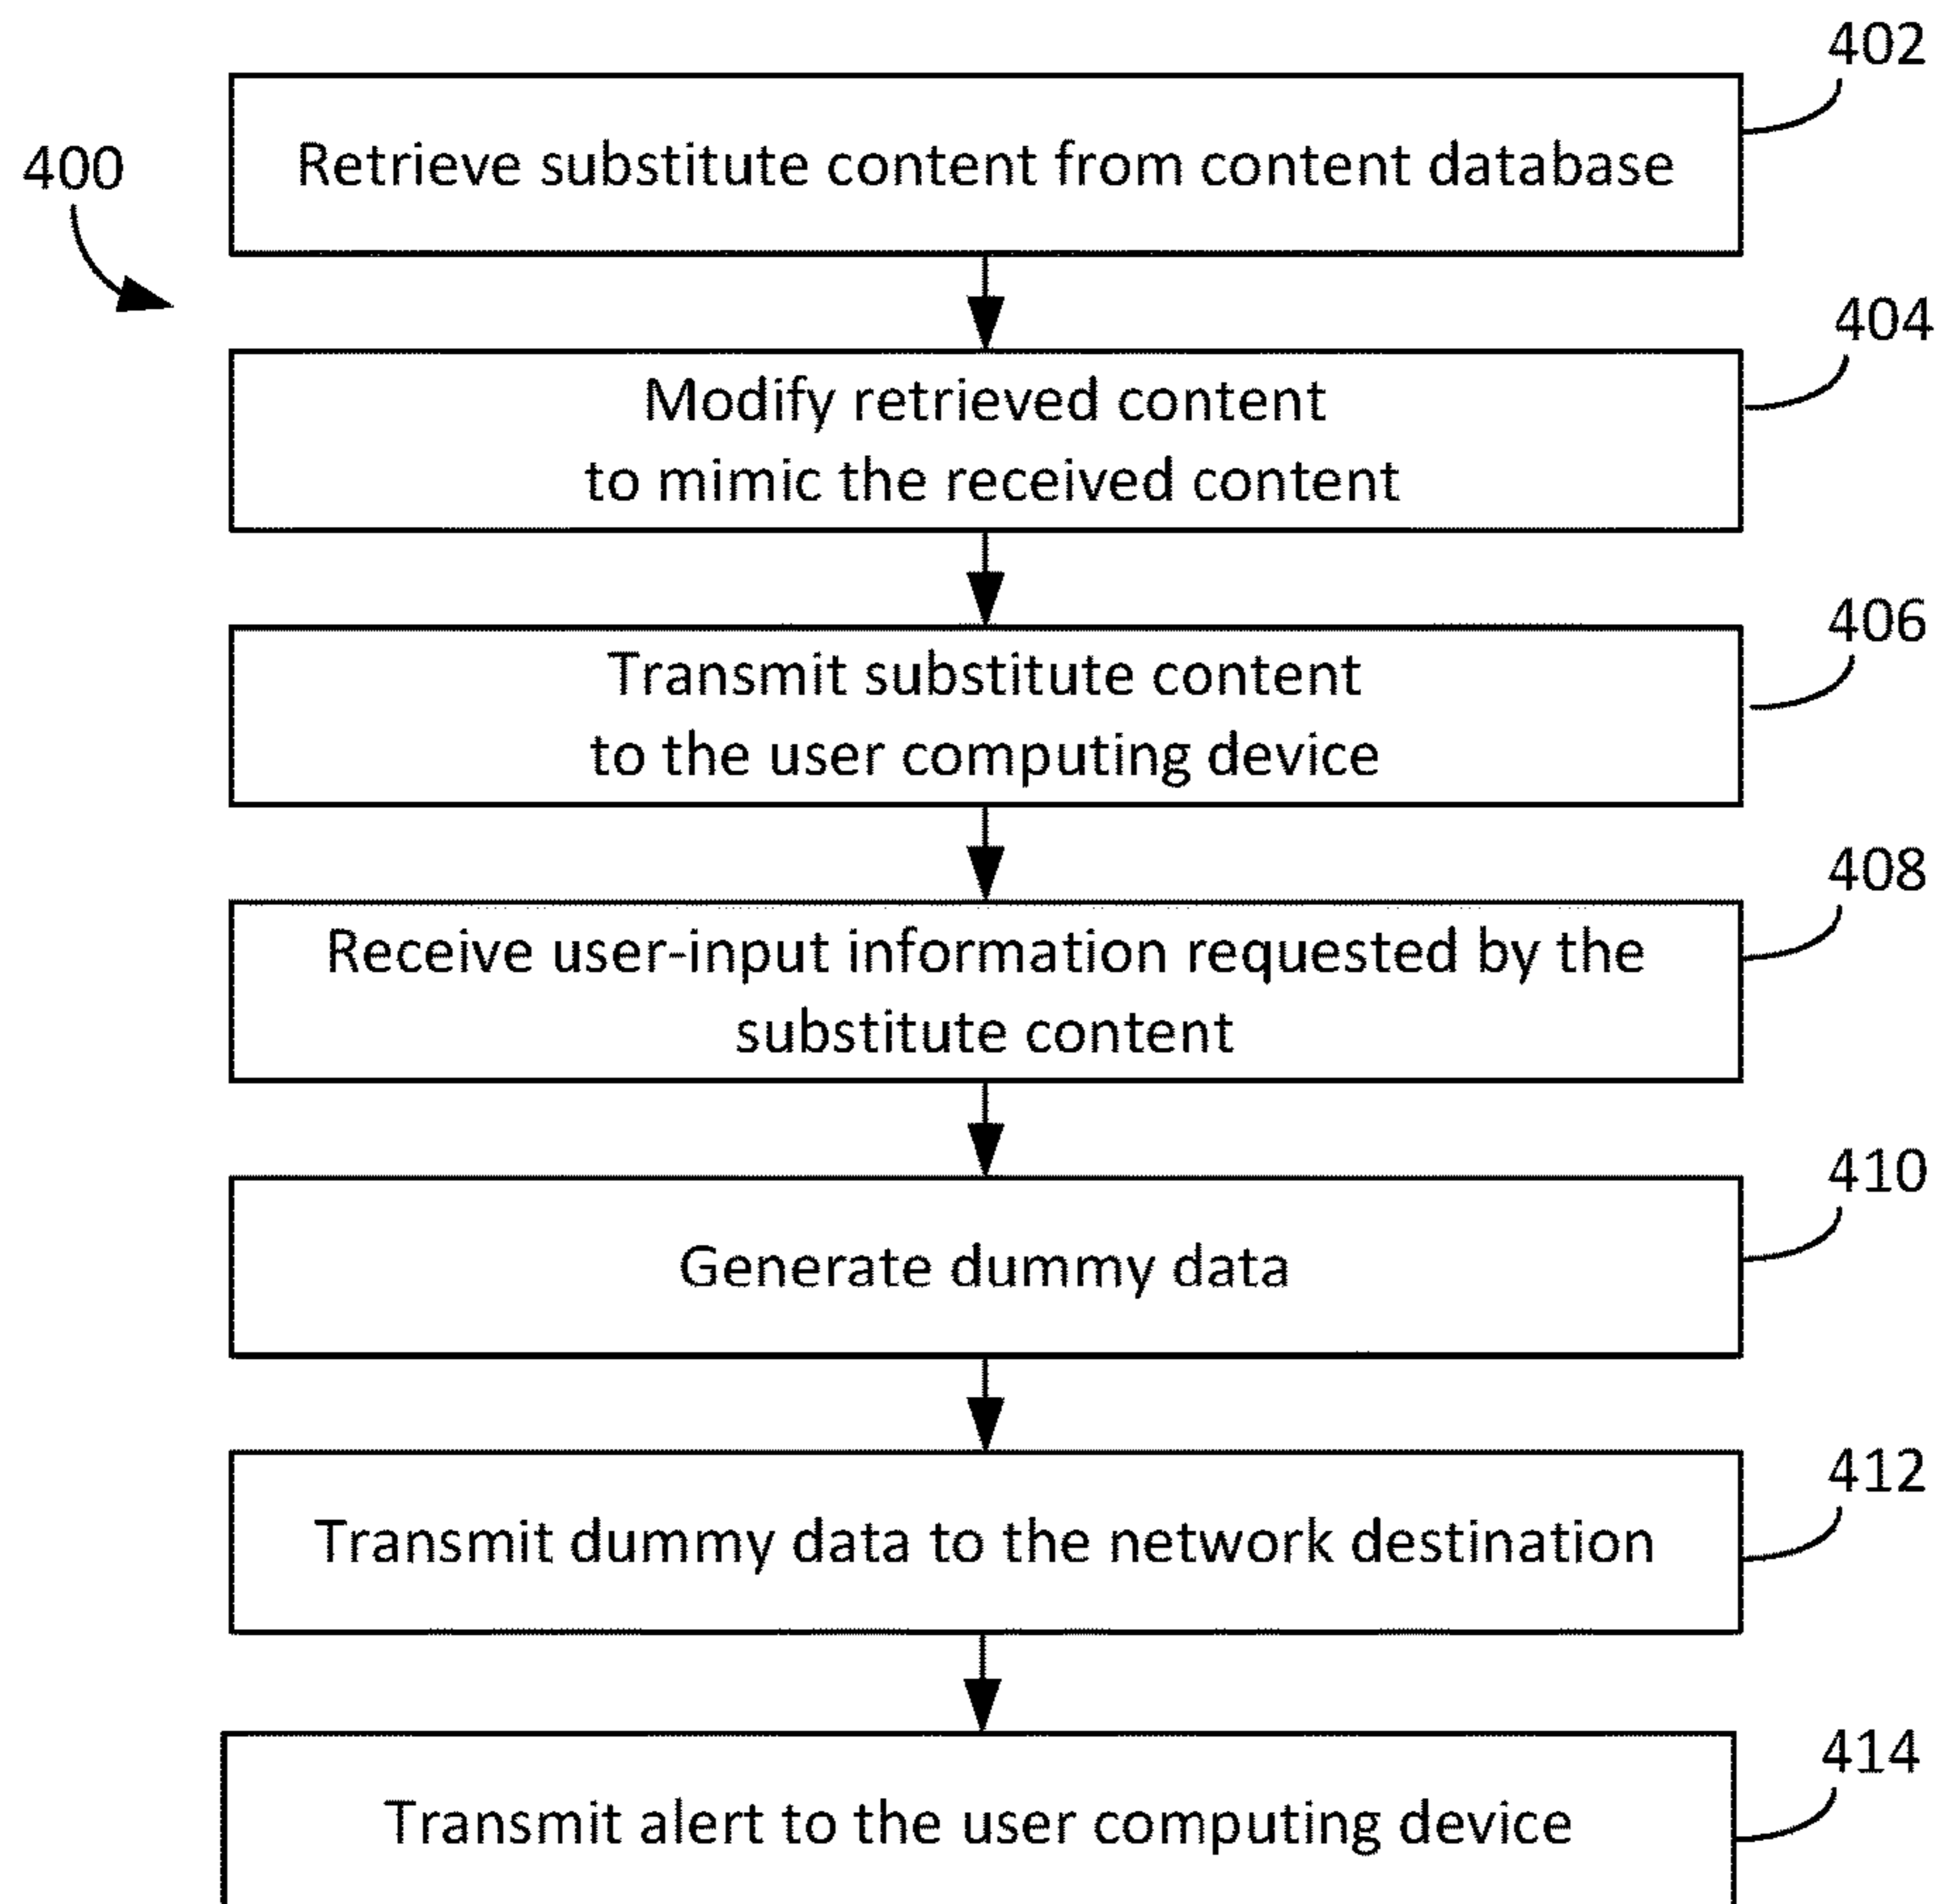 402
400
Retrieve substitute content from content database
404
Modify retrieved content
to mimic the received content
406
Transmit substitute content
to the user computing device
408
Receive user-input information requested by the
substitute content
410
Generate dummy data
412
Transmit dummy data to the network destination
414
Transmit alert to the user computing device